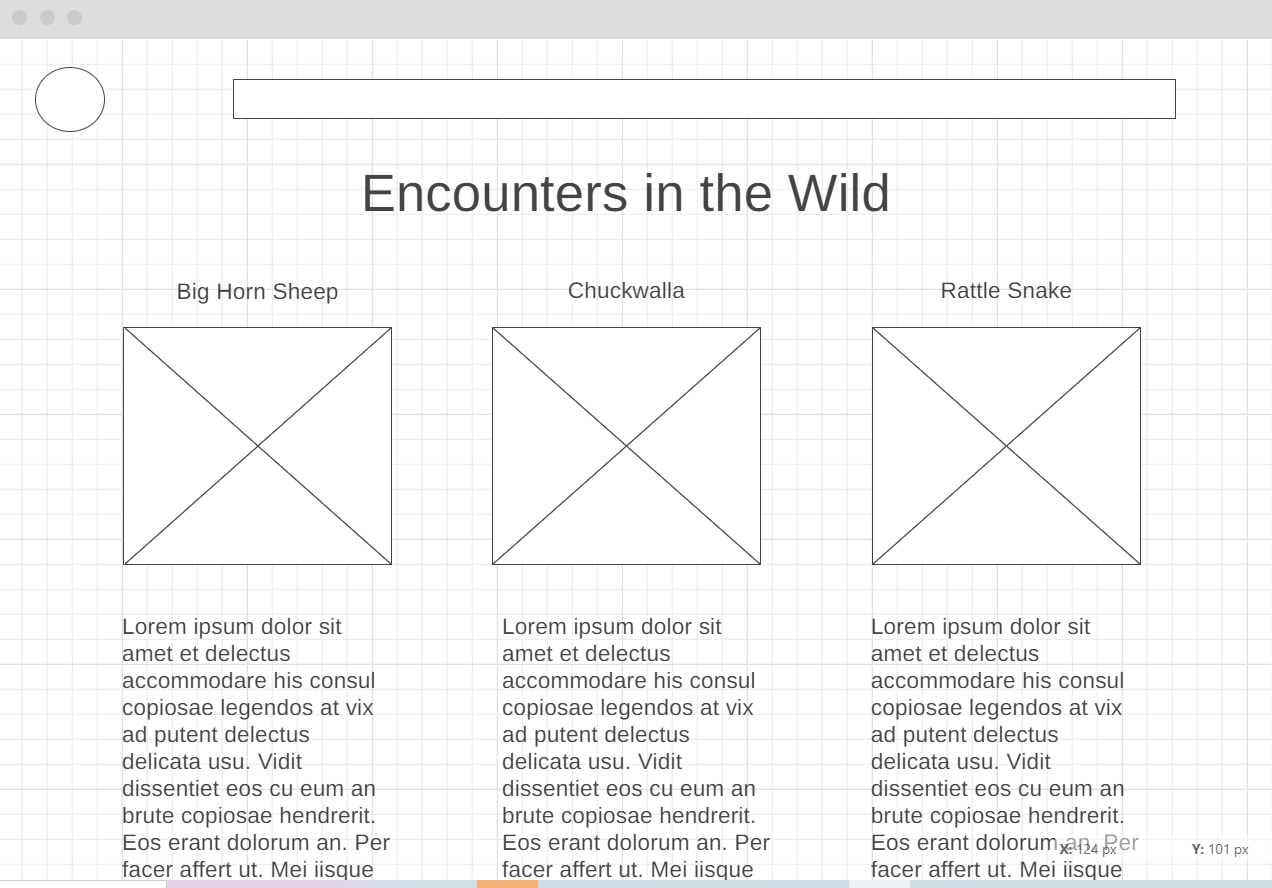 Encounters in the Wild
Big Horn Sheep
Chuckwalla
Rattle Snake
Lorem ipsum dolor sit
amet et delectus
accommodare his consul
copiosae legendos at vix
ad putent delectus
delicata usu. Vidit
dissentiet eos cu eum an
brute copiosae hendrerit.
Eos erant dolorum an. Per
facer affert ut. Mei iisque
Lorem ipsum dolor sit
amet et delectus
accommodare his consul
copiosae legendos at vix
ad putent delectus
delicata usu. Vidit
dissentiet eos cu eum an
brute copiosae hendrerit.
Eos erant dolorum an. Per
facer affert ut. Mei iisque
Lorem ipsum dolor sit
amet et delectus
accommodare his consul
copiosae legendos at vix
ad putent delectus
delicata usu. Vidit
dissentiet eos cu eum an
brute copiosae hendrerit.
Eos erant dolorum an. Per
facer affert ut. Mei iisque
X: 124 px Y: 101 px